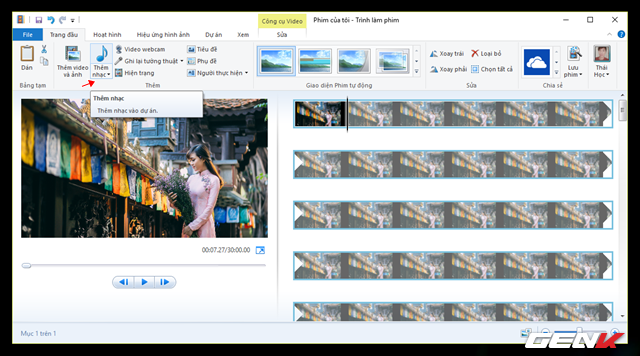 Công cụ Video
Phim của tôi - Trình làm phim
File
Trang đầu
Hoạt hình
Hiệu ứng hình ảnh
Dự án
Xem
Sửa
Dán
Bảng tạm
Thêm video và ảnh
Thêm nhạc
Video webcam
Ghi lại tường thuật
Hiện trạng
Tiêu đề
Phụ đề
Người thực hiện
Thêm
Giao diện Phim tự động
Xoay trái
Xoay phải
Loại bỏ
Chọn tất cả
Sửa
Chia sẻ
Lưu phim
Thái Học
Thêm nhạc
Thêm nhạc vào dự án.
00:07.27/30:00.00
Mục 1 trên 1
GENK